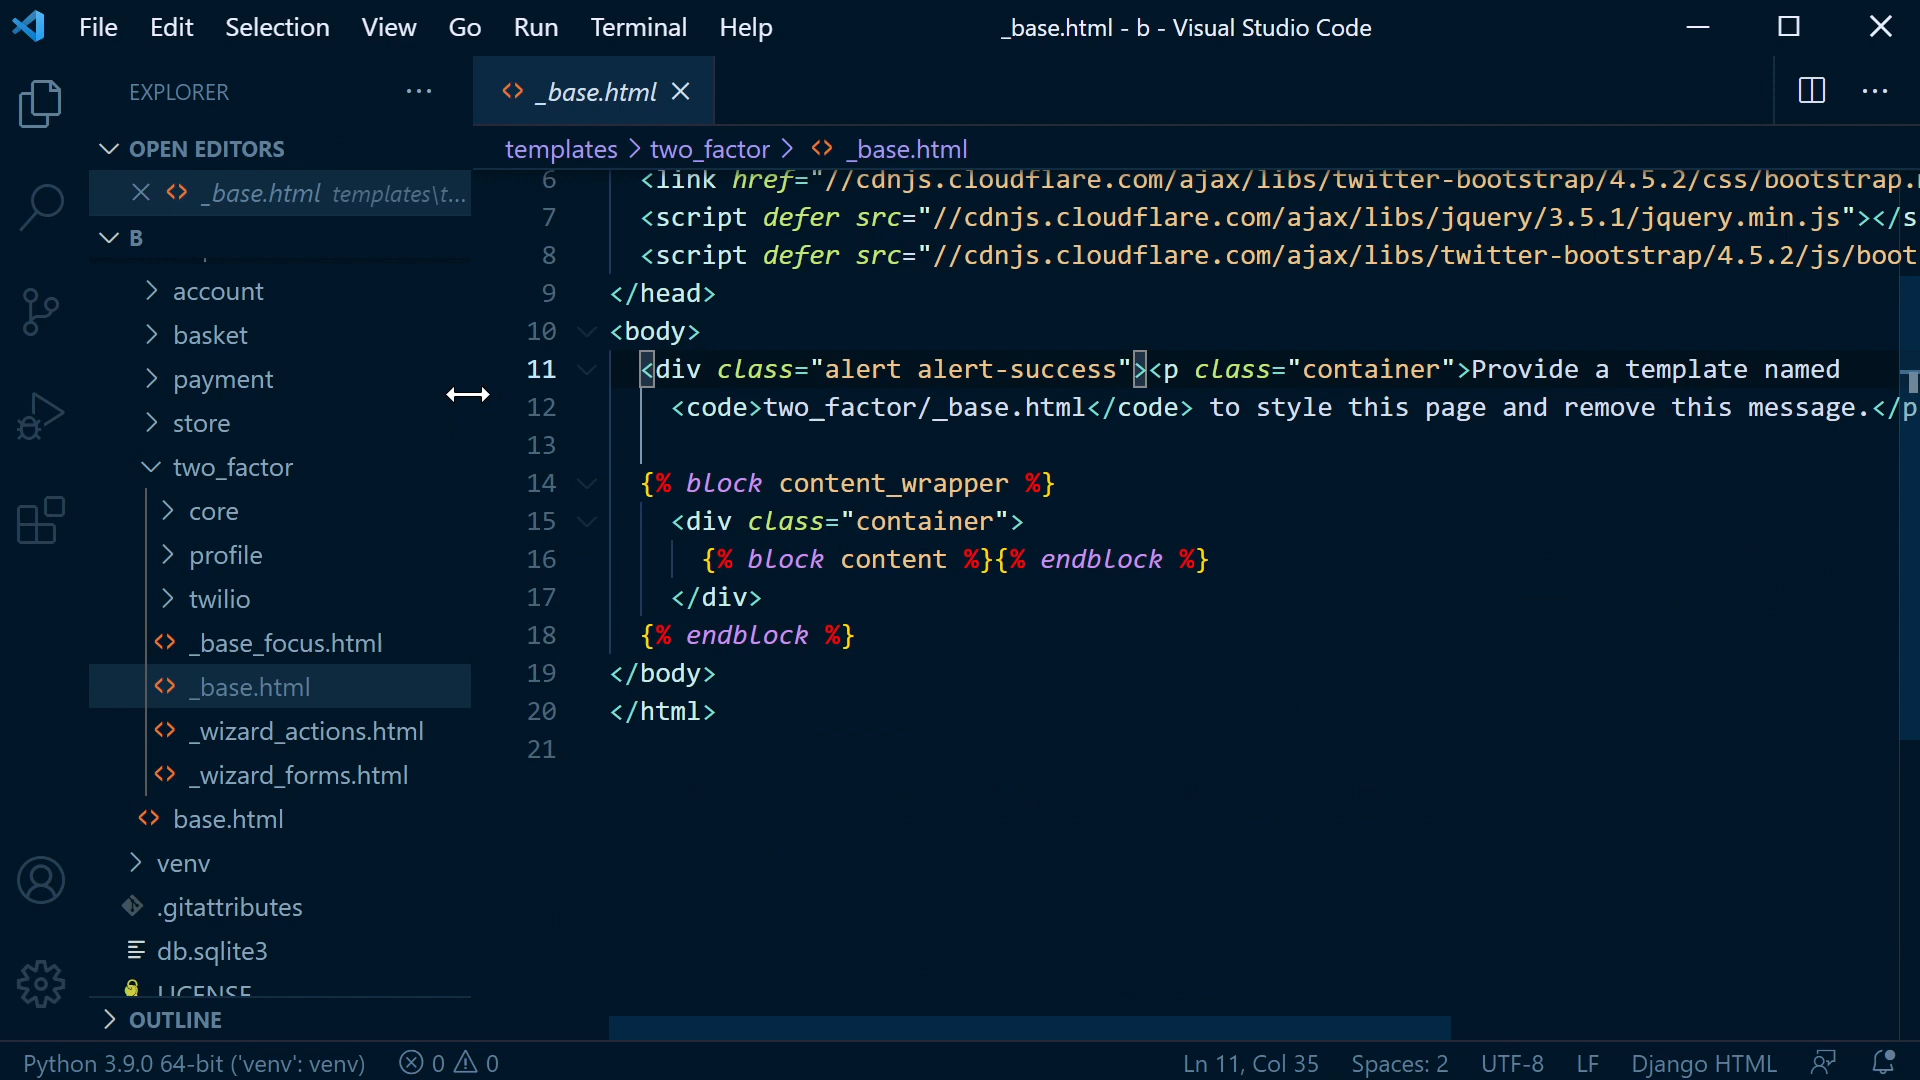 File Edit Selection View Go Run Terminal Help _base.html - b - Visual Studio Code
EXPLORER
_base.html
OPEN EDITORS
_base.html templates\t...
B
account
basket
payment
store
two_factor
core
profile
twilio
_base_focus.html
_base.html
_wizard_actions.html
_wizard_forms.html
base.html
venv
.gitattributes
db.sqlite3
LICENSE
OUTLINE
templates > two_factor > _base.html
6 <link href="//cdnjs.cloudflare.com/ajax/libs/twitter-bootstrap/4.5.2/css/bootstrap.
7 <script defer src="//cdnjs.cloudflare.com/ajax/libs/jquery/3.5.1/jquery.min.js"></s
8 <script defer src="//cdnjs.cloudflare.com/ajax/libs/twitter-bootstrap/4.5.2/js/boot
9 </head>
10 <body>
11 <div class="alert alert-success"><p class="container">Provide a template named
12 <code>two_factor/_base.html</code> to style this page and remove this message.</p
13
14 {% block content_wrapper %}
15 <div class="container">
16 {% block content %}{% endblock %}
17 </div>
18 {% endblock %}
19 </body>
20 </html>
21
Python 3.9.0 64-bit ('venv': venv) 0 0 Ln 11, Col 35 Spaces: 2 UTF-8 LF Django HTML